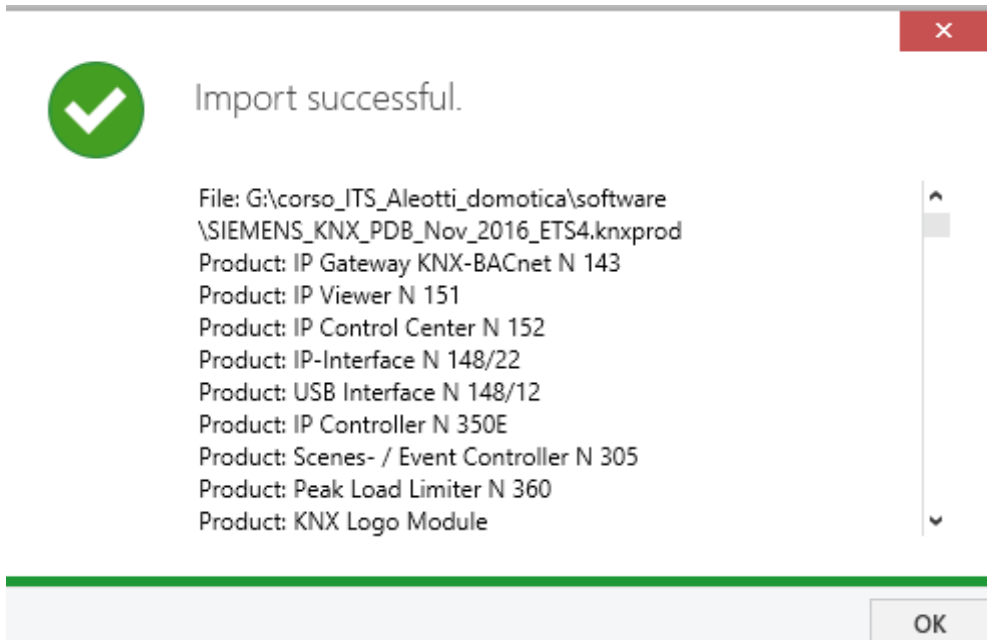 Import successful.
File: G:\corso_ITS_Aleotti_domotica\software
\SIEMENS_KNX_PDB_Nov_2016_ETS4.knxprod
Product: IP Gateway KNX-BACnet N 143
Product: IP Viewer N 151
Product: IP Control Center N 152
Product: IP-Interface N 148/22
Product: USB Interface N 148/12
Product: IP Controller N 350E
Product: Scenes- / Event Controller N 305
Product: Peak Load Limiter N 360
Product: KNX Logo Module
OK